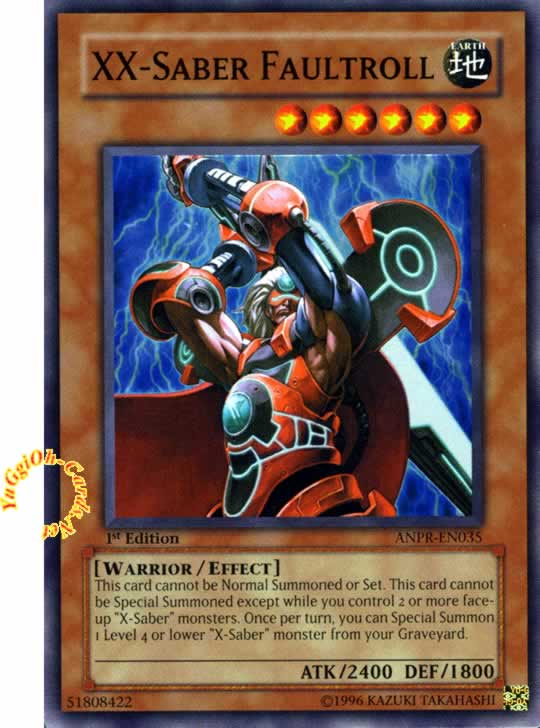 XX-Saber Faultroll
EARTH
地
YuGgiOh-Cards.Net
1st Edition
ANPR-EN035
[Warrior / Effect]
This card cannot be Normal Summoned or Set. This card cannot
be Special Summoned except while you control 2 or more face-
up "X-Saber" monsters. Once per turn, you can Special Summon
1 Level 4 or lower "X-Saber" monster from your Graveyard.
ATK/2400 DEF/1800
51808422
©1996 KAZUKI TAKAHASHI